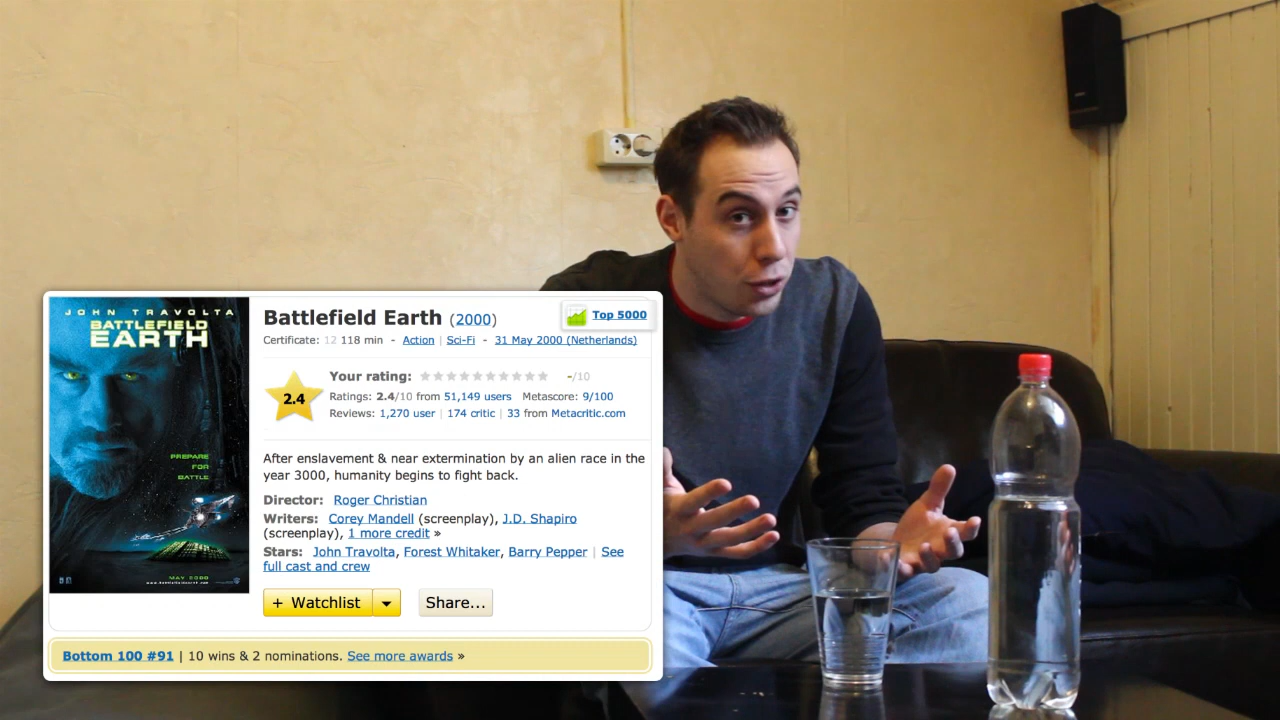 JOHN TRAVOLTA
BATTLEFIELD
EARTH
PREPARE
FOR
BATTLE
MAY 2000
Battlefield Earth (2000)
Top 5000
Certificate: 12 118 min - Action | Sci-Fi - 31 May 2000 (Netherlands)
2.4
Your rating: -/10
Ratings: 2.4/10 from 51,149 users Metascore: 9/100
Reviews: 1,270 user | 174 critic | 33 from Metacritic.com
After enslavement & near extermination by an alien race in the
year 3000, humanity begins to fight back.
Director: Roger Christian
Writers: Corey Mandell (screenplay), J.D. Shapiro
(screenplay), 1 more credit »
Stars: John Travolta, Forest Whitaker, Barry Pepper | See
full cast and crew
+ Watchlist
Share...
Bottom 100 #91 | 10 wins & 2 nominations. See more awards »